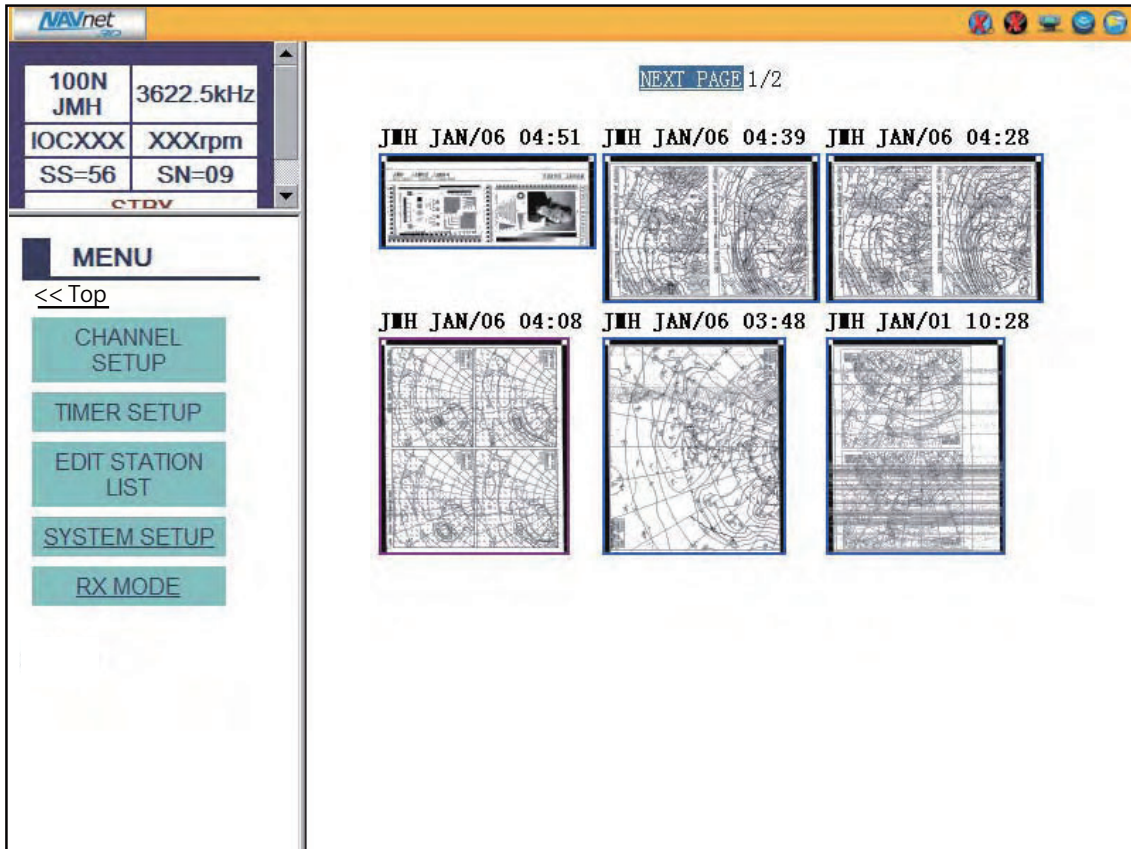 NAVnet
3D
100N
JMH
3622.5kHz
IOCXXX
XXXrpm
SS=56
SN=09
MENU
<< Top
CHANNEL
SETUP
TIMER SETUP
EDIT STATION
LIST
SYSTEM SETUP
RX MODE
NEXT PAGE 1/2
JMH JAN/06 04:51
JMH JAN/06 04:39
JMH JAN/06 04:28
JMH JAN/06 04:08
JMH JAN/06 03:48
JMH JAN/01 10:28